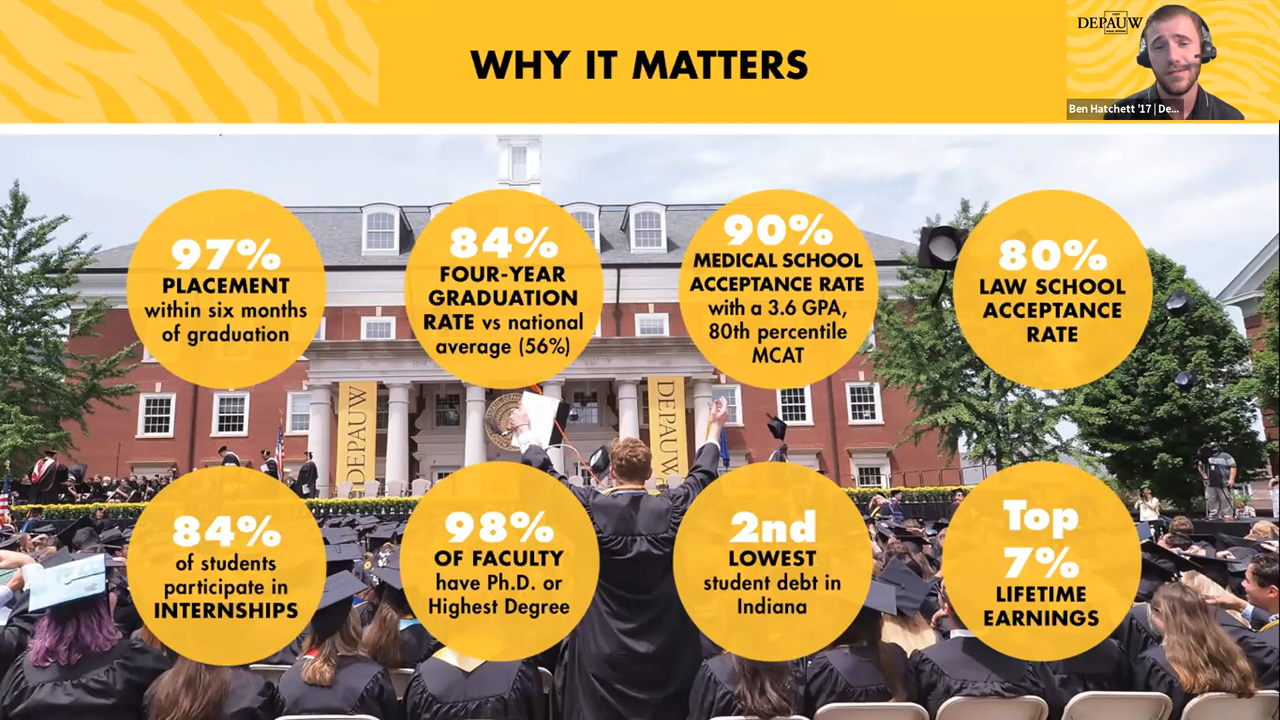 WHY IT MATTERS
DEPAUW
Ben Hatchett '17 | De...
97%
PLACEMENT
within six months
of graduation
84%
FOUR-YEAR
GRADUATION
RATE vs national
average (56%)
90%
MEDICAL SCHOOL
ACCEPTANCE RATE
with a 3.6 GPA,
80th percentile
MCAT
80%
LAW SCHOOL
ACCEPTANCE
RATE
DEPAUW
DEPAUW
84%
of students
participate in
INTERNSHIPS
98%
OF FACULTY
have Ph.D. or
Highest Degree
2nd
LOWEST
student debt in
Indiana
Top
7%
LIFETIME
EARNINGS